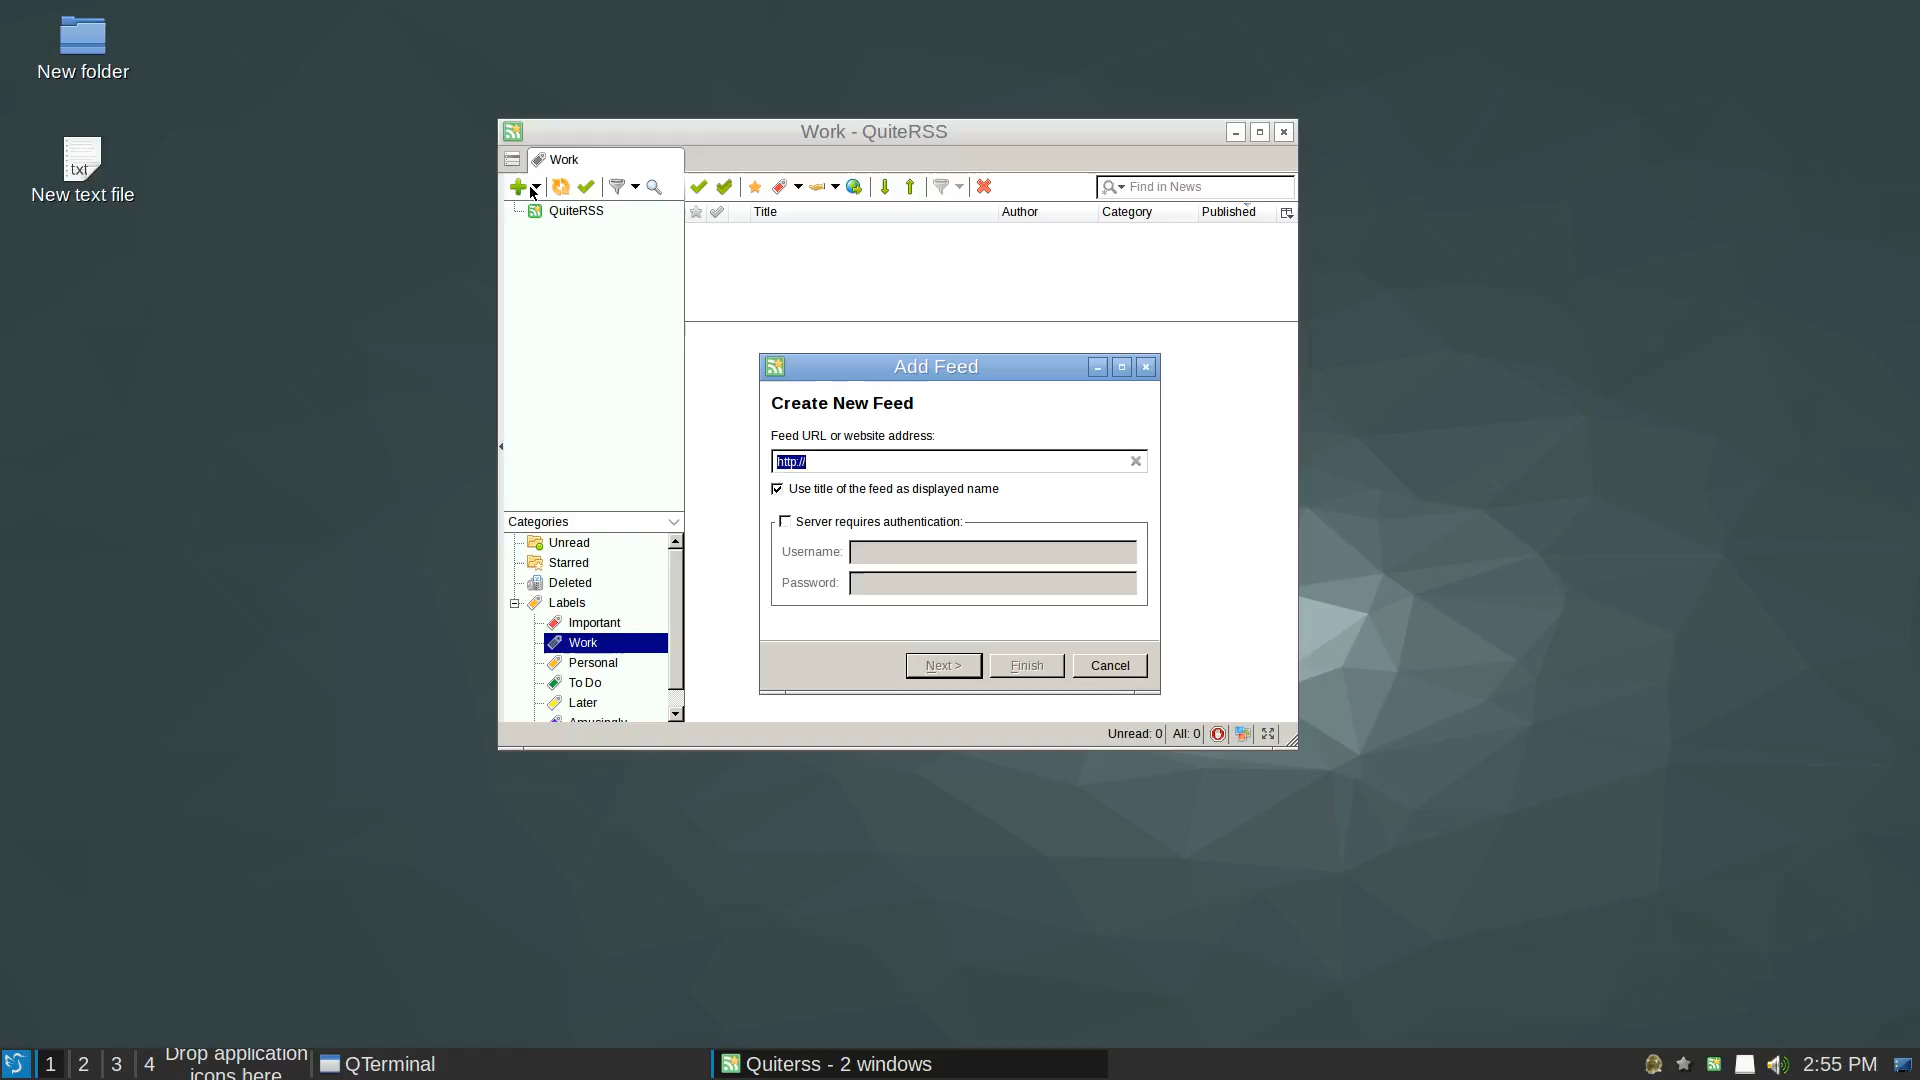 New folder
txt
New text file
Work - QuiteRSS
Work
Find in News
QuiteRSS
Title
Author
Category
Published
Add Feed
Create New Feed
Feed URL or website address:
http://
Use title of the feed as displayed name
Server requires authentication:
Username:
Password:
Next >
Finish
Cancel
Categories
Unread
Starred
Deleted
Labels
Important
Work
Personal
To Do
Later
Amusingly
Unread: 0
All: 0
1
2
3
4
Drop application
icons here
QTerminal
Quiterss - 2 windows
2:55 PM